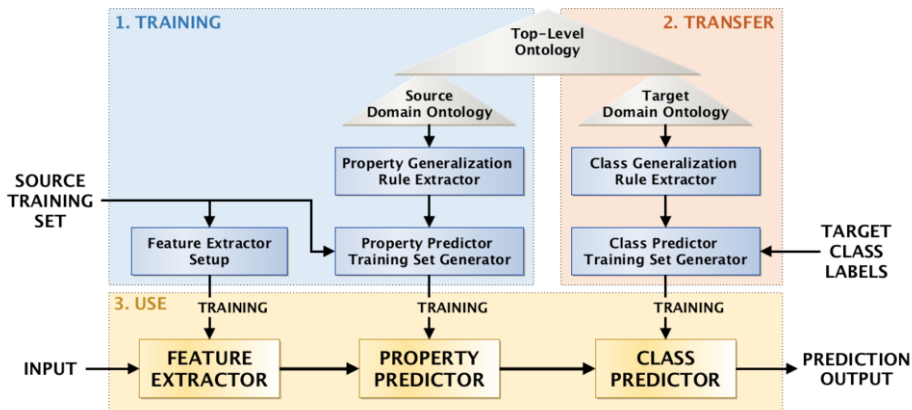 1. TRAINING
Top-Level
Ontology
2. TRANSFER
Source
Domain Ontology
Target
Domain Ontology
Property Generalization
Rule Extractor
Class Generalization
Rule Extractor
SOURCE
TRAINING
SET
Feature Extractor
Setup
Property Predictor
Training Set Generator
Class Predictor
Training Set Generator
TARGET
CLASS
LABELS
3. USE
TRAINING
TRAINING
TRAINING
INPUT
FEATURE
EXTRACTOR
PROPERTY
PREDICTOR
CLASS
PREDICTOR
PREDICTION
OUTPUT